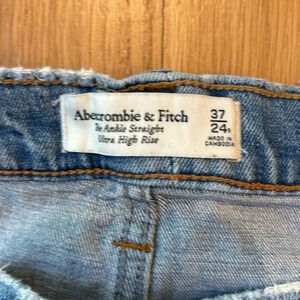 Abercrombie & Fitch
The Ankle Straight
Ultra High Rise
37
24S
MADE IN
CAMBODIA